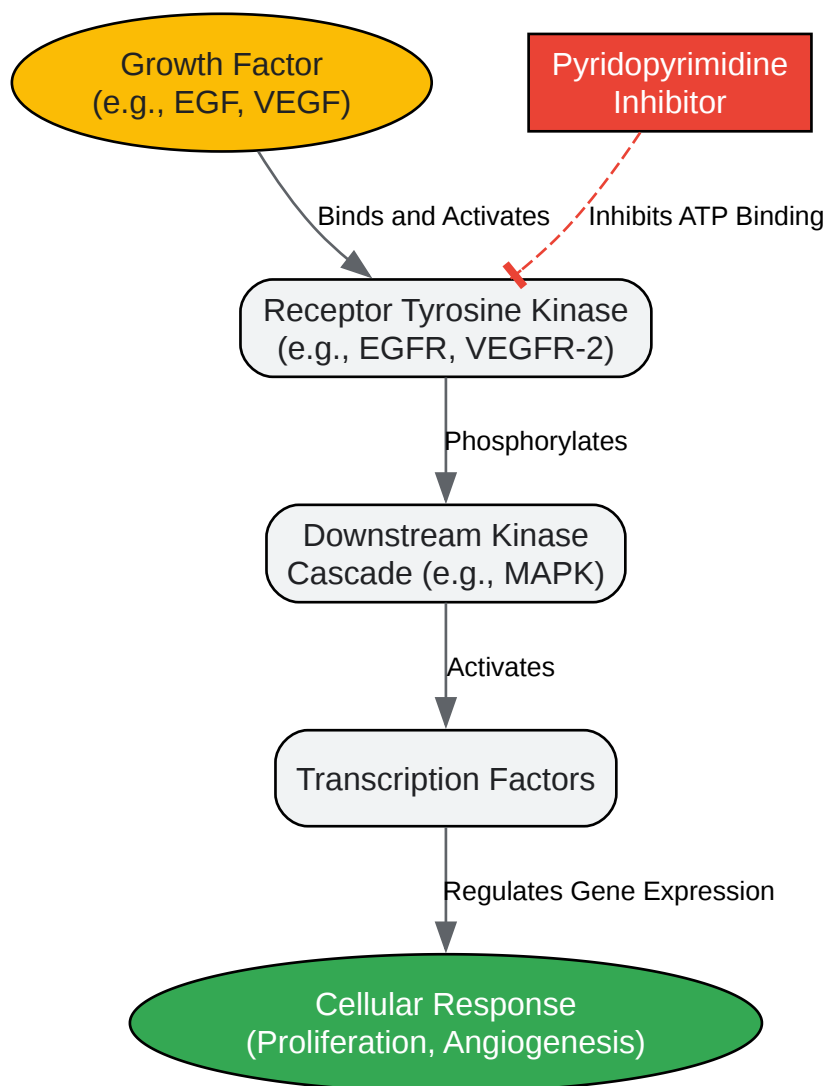 Growth Factor
(e.g., EGF, VEGF)
Pyridopyrimidine
Inhibitor
Binds and Activates
Inhibits ATP Binding
Receptor Tyrosine Kinase
(e.g., EGFR, VEGFR-2)
Phosphorylates
Downstream Kinase
Cascade (e.g., MAPK)
Activates
Transcription Factors
Regulates Gene Expression
Cellular Response
(Proliferation, Angiogenesis)